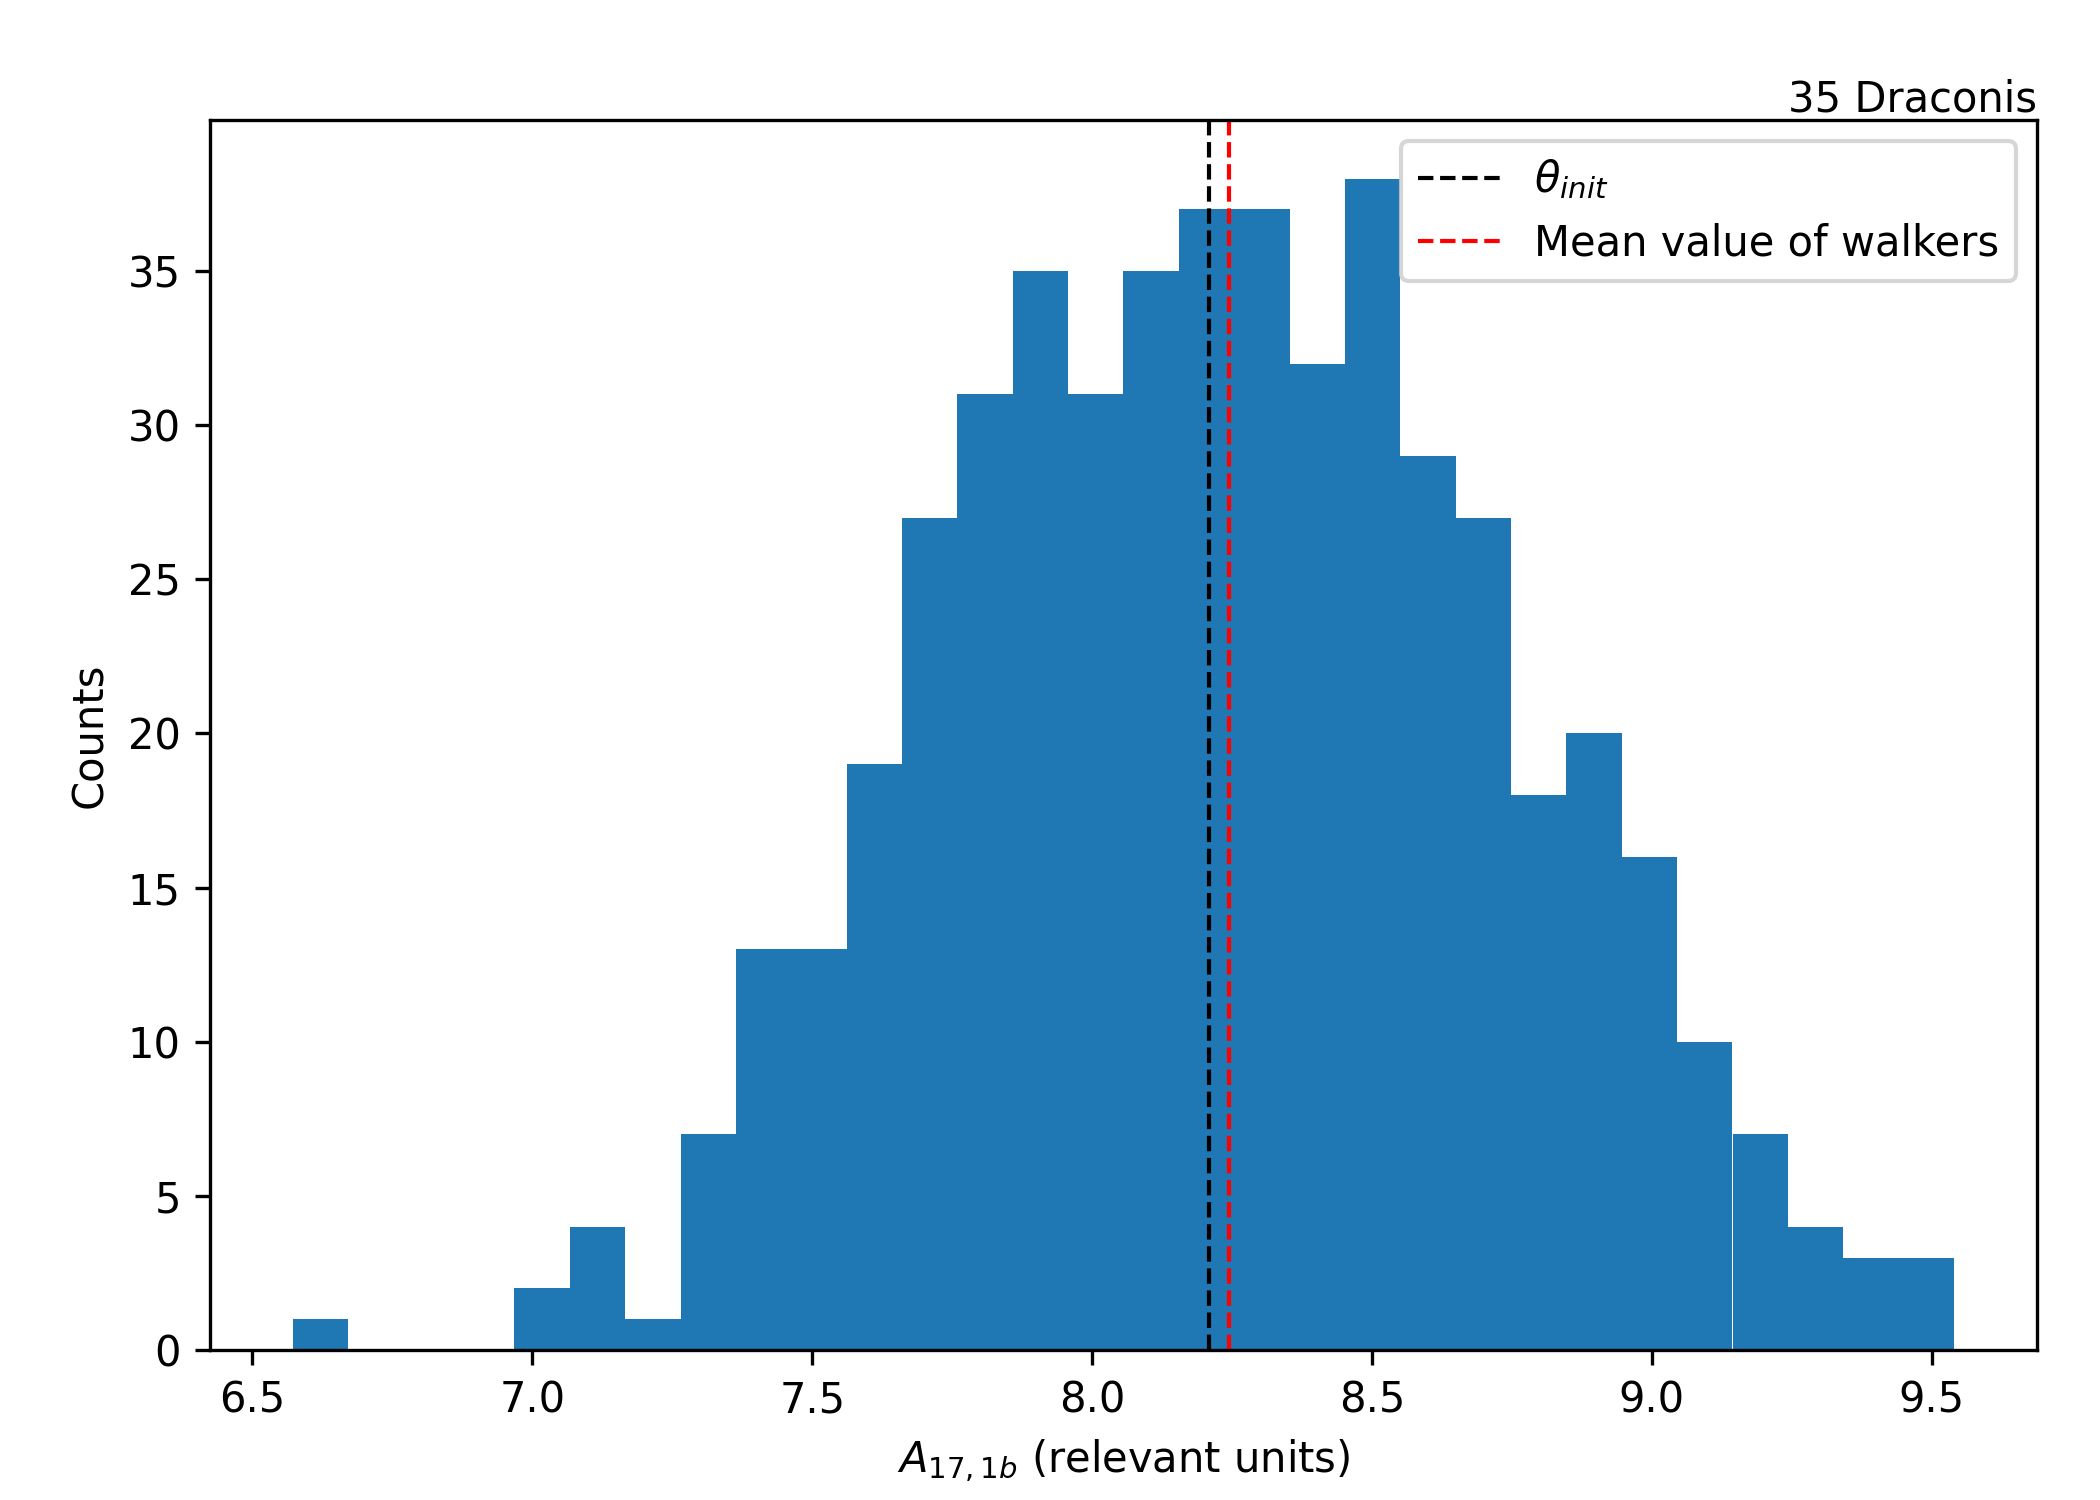 35 Draconis
θ_init
Mean value of walkers
Counts
35
30
25
20
15
10
5
0
6.5 7.0 7.5 8.0 8.5 9.0 9.5
A_17,1b (relevant units)